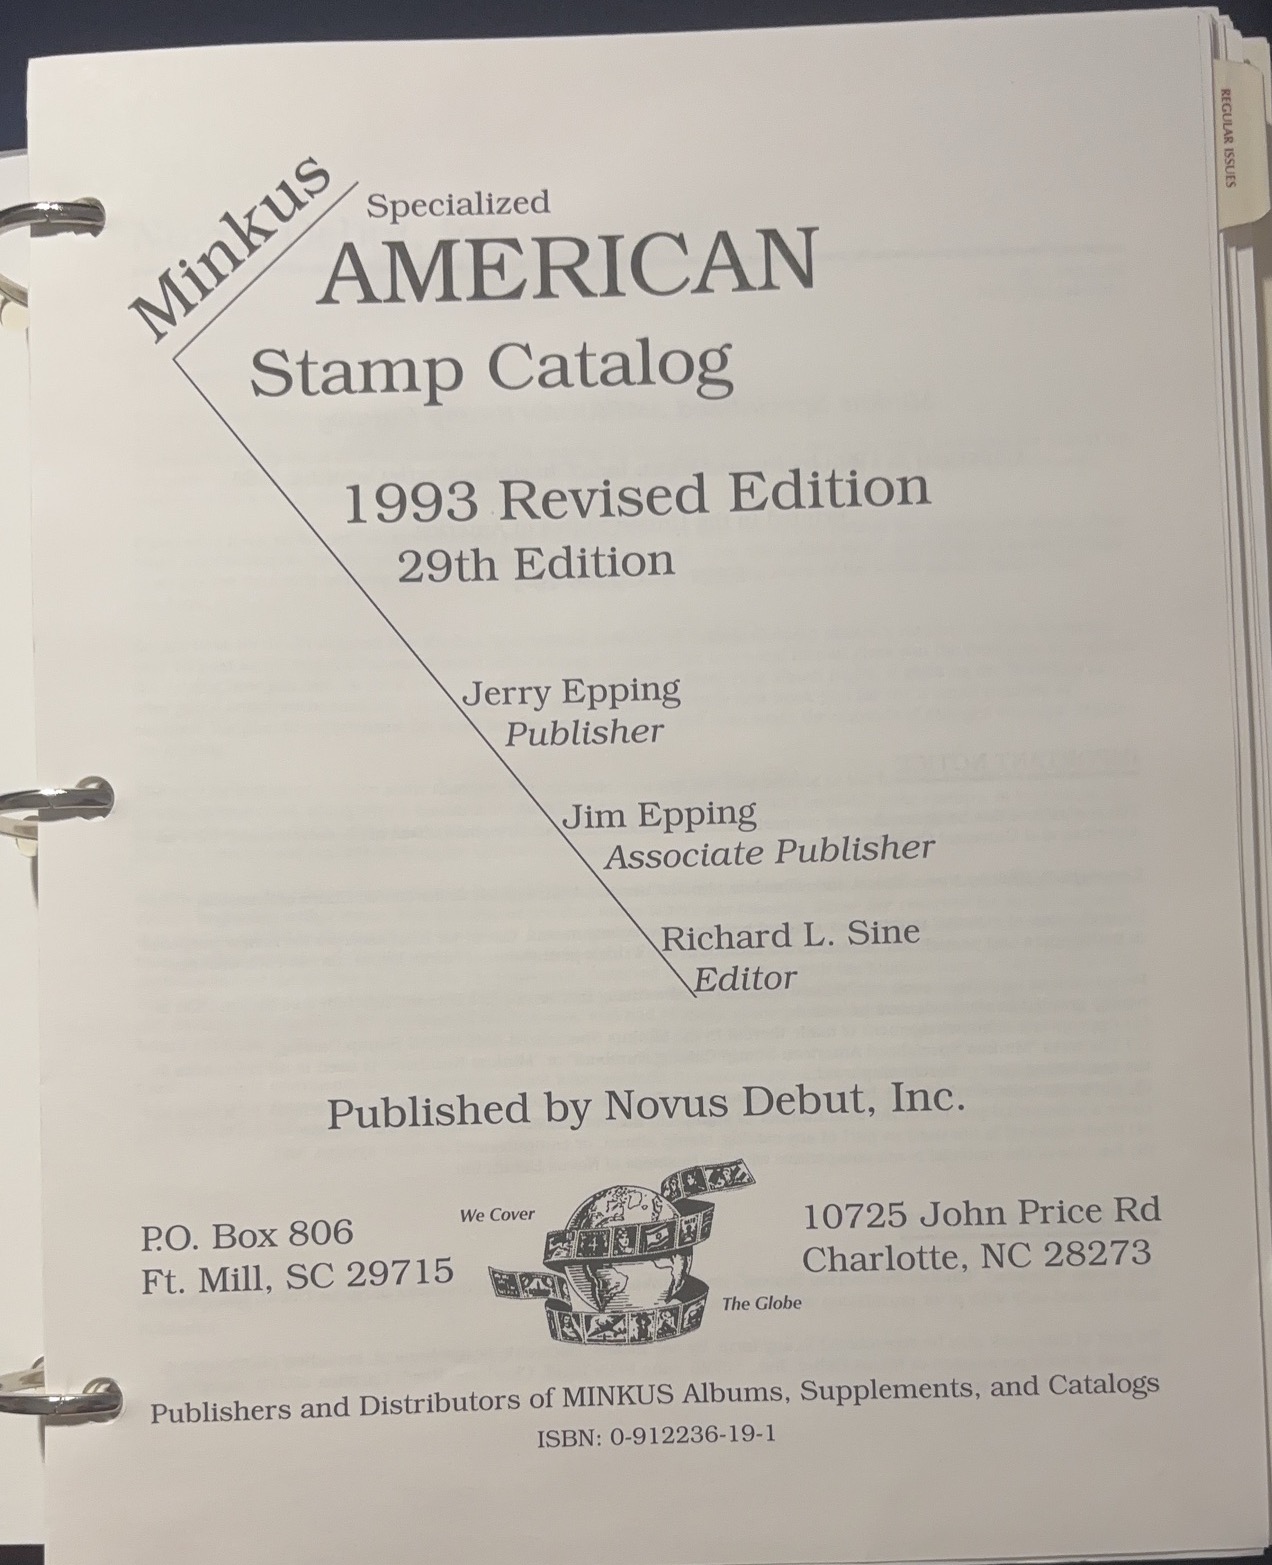 Minkus
Specialized
AMERICAN
Stamp Catalog
1993 Revised Edition
29th Edition
Jerry Epping
Publisher
Jim Epping
Associate Publisher
Richard L. Sine
Editor
Published by Novus Debut, Inc.
P.O. Box 806
Ft. Mill, SC 29715
We Cover
The Globe
10725 John Price Rd
Charlotte, NC 28273
Publishers and Distributors of MINKUS Albums, Supplements, and Catalogs
ISBN: 0-912236-19-1
REGULAR ISSUES